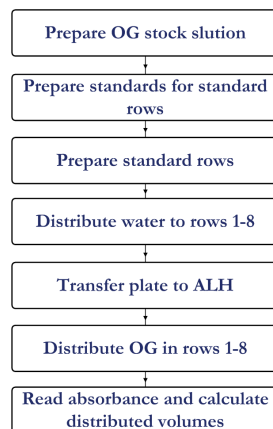 Prepare OG stock slution
Prepare standards for standard
rows
Prepare standard rows
Distribute water to rows 1-8
Transfer plate to ALH
Distribute OG in rows 1-8
Read absorbance and calculate
distributed volumes